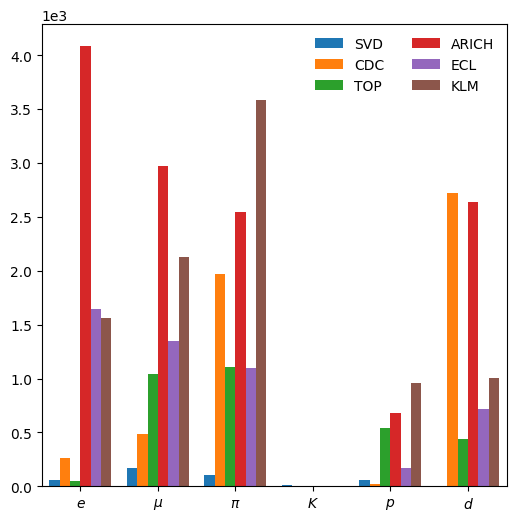 1e3
4.0
3.5
3.0
2.5
2.0
1.5
1.0
0.5
0.0
SVD
CDC
TOP
ARICH
ECL
KLM
e μ π K p d